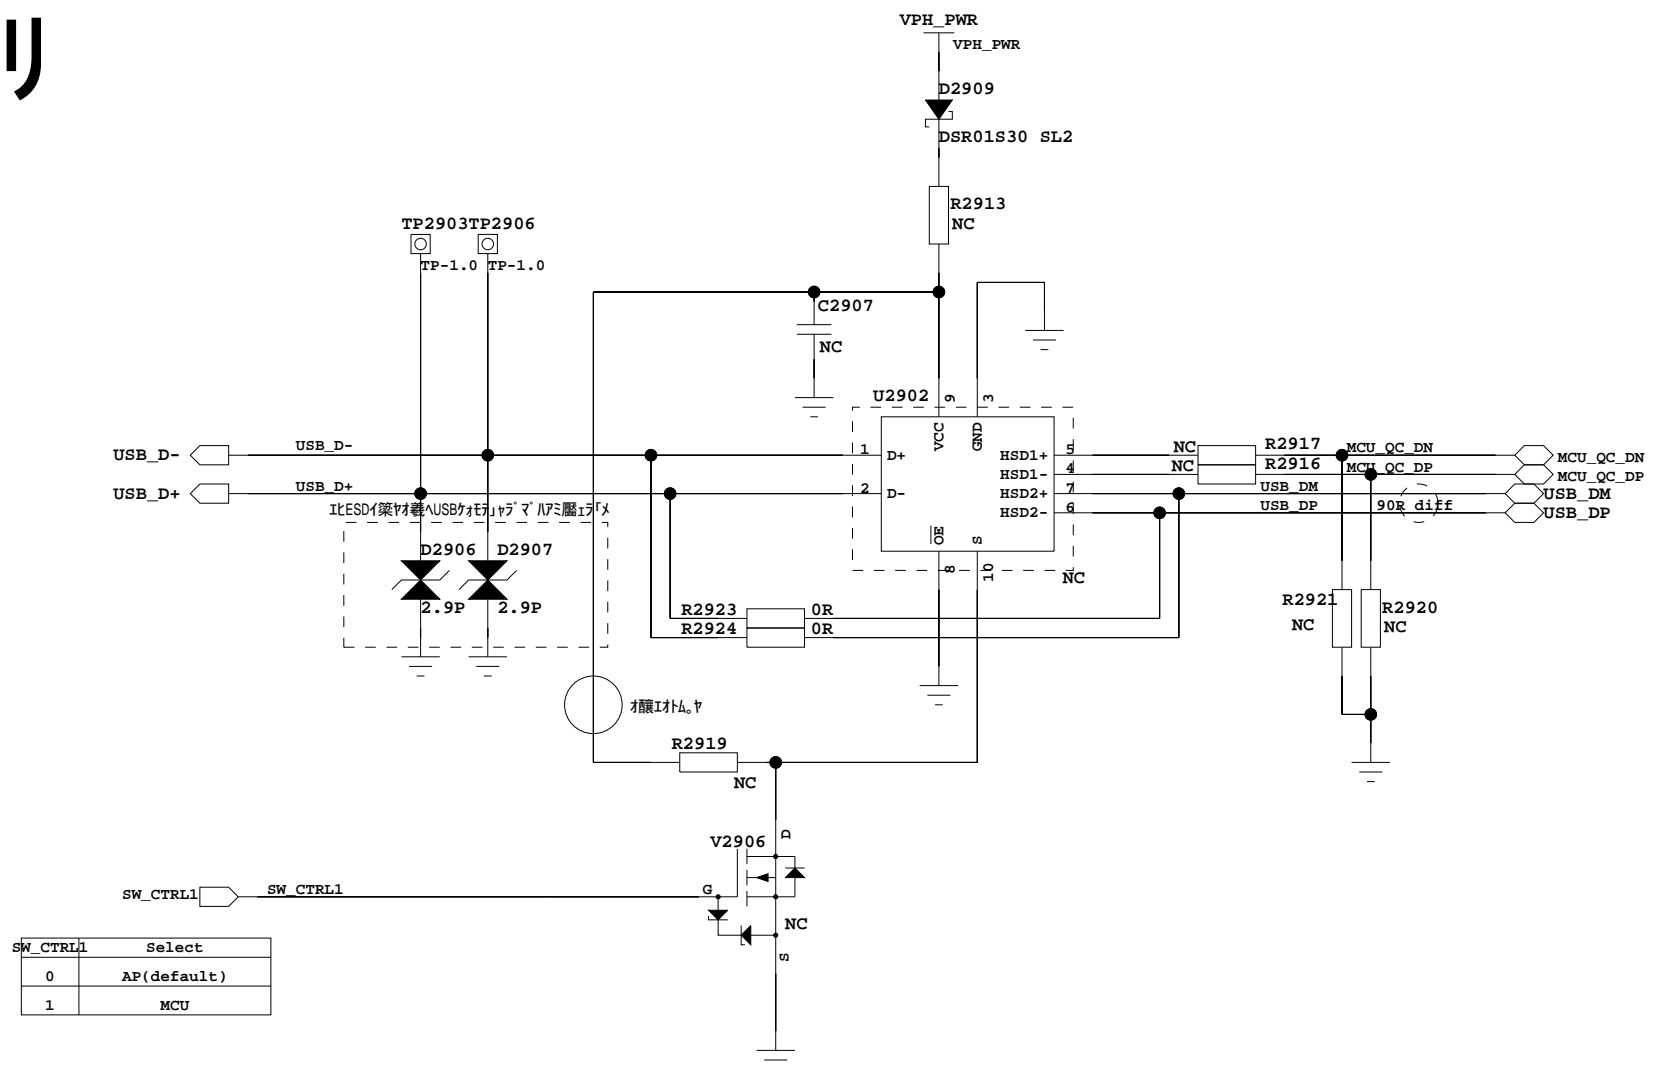 リ
VPH_PWR
VPH_PWR
D2909
DSR01S30 SL2
R2913
NC
TP2903 TP2906
TP-1.0 TP-1.0
C2907
NC
U2902
9
3
VCC
GND
USB_D-
USB_D-
1
D+
HSD1+
5
NC
R2917
MCU_QC_DN
MCU_QC_DN
HSD1-
4
NC
R2916
MCU_QC_DP
MCU_QC_DP
USB_D+
USB_D+
2
D-
HSD2+
7
USB_DM
USB_DM
HSD2-
6
USB_DP
90R diff
USB_DP
OE
S
8
10
NC
D2906 D2907
2.9P 2.9P
R2923
0R
R2924
0R
R2921
NC
R2920
NC
R2919
NC
V2906
D
G
NC
S
SW_CTRL1
SW_CTRL1
SW_CTRL1 Select
0 AP(default)
1 MCU